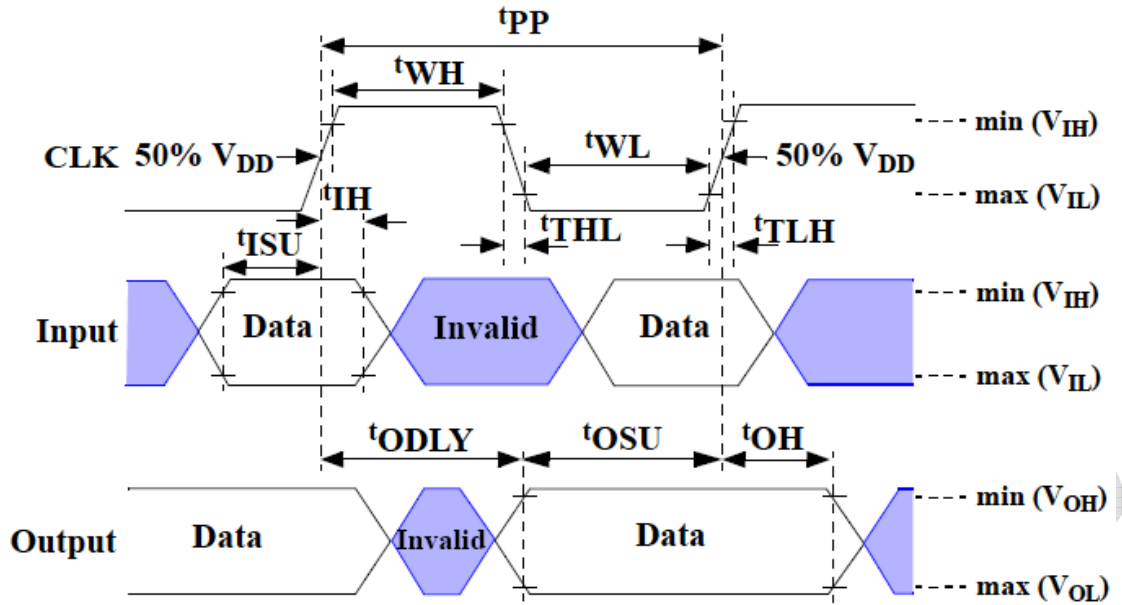 tPP
tWH
min (VIH)
CLK 50% VDD
tWL
50% VDD
tIH
max (VIL)
tISU
tTHL
tTLH
min (VIH)
Input
Data
Invalid
Data
max (VIL)
tODLY
tOSU
tOH
min (VOH)
Output
Data
Invalid
Data
max (VOL)